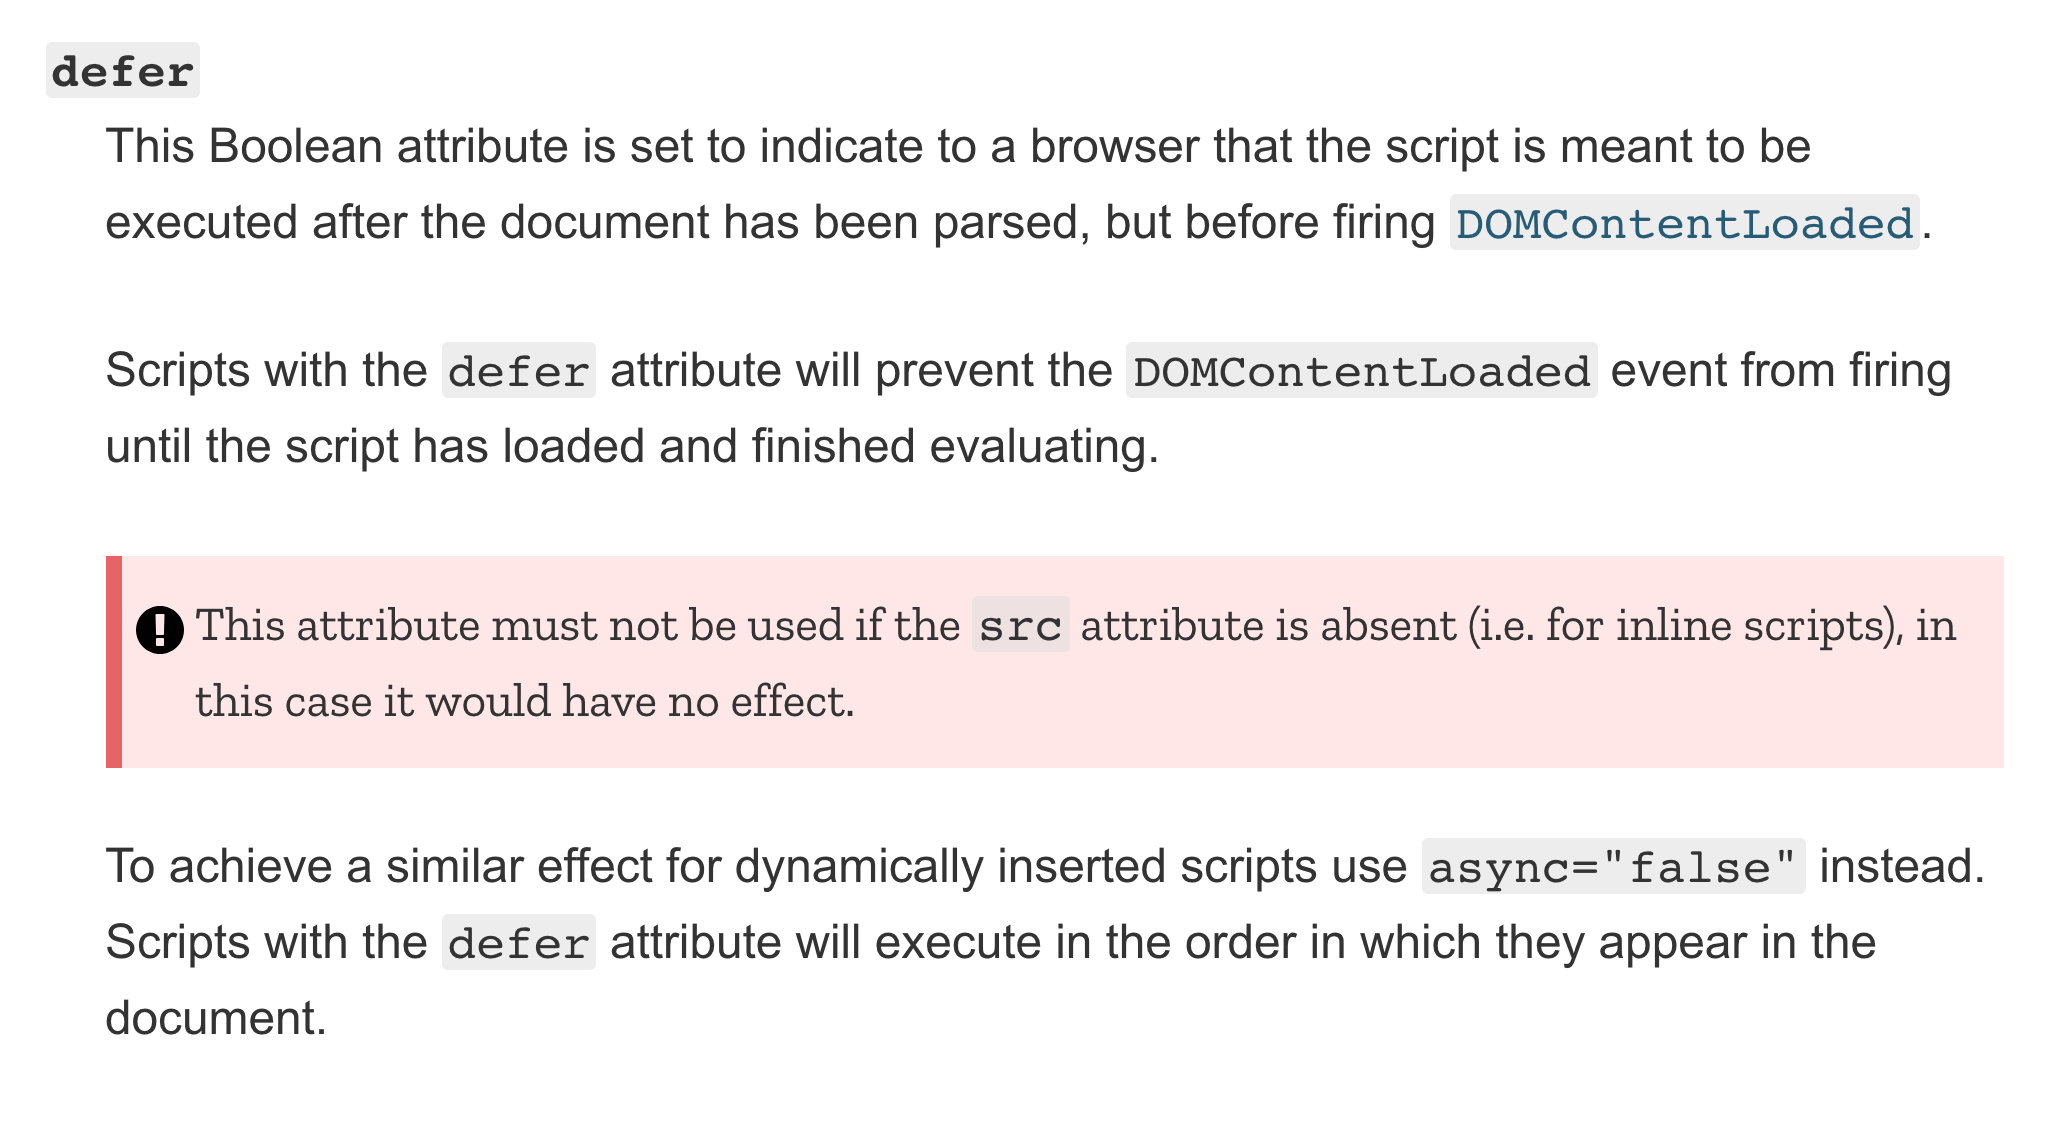 defer
This Boolean attribute is set to indicate to a browser that the script is meant to be
executed after the document has been parsed, but before firing DOMContentLoaded.
Scripts with the defer attribute will prevent the DOMContentLoaded event from firing
until the script has loaded and finished evaluating.
This attribute must not be used if the src attribute is absent (i.e. for inline scripts), in
this case it would have no effect.
To achieve a similar effect for dynamically inserted scripts use async="false" instead.
Scripts with the defer attribute will execute in the order in which they appear in the
document.